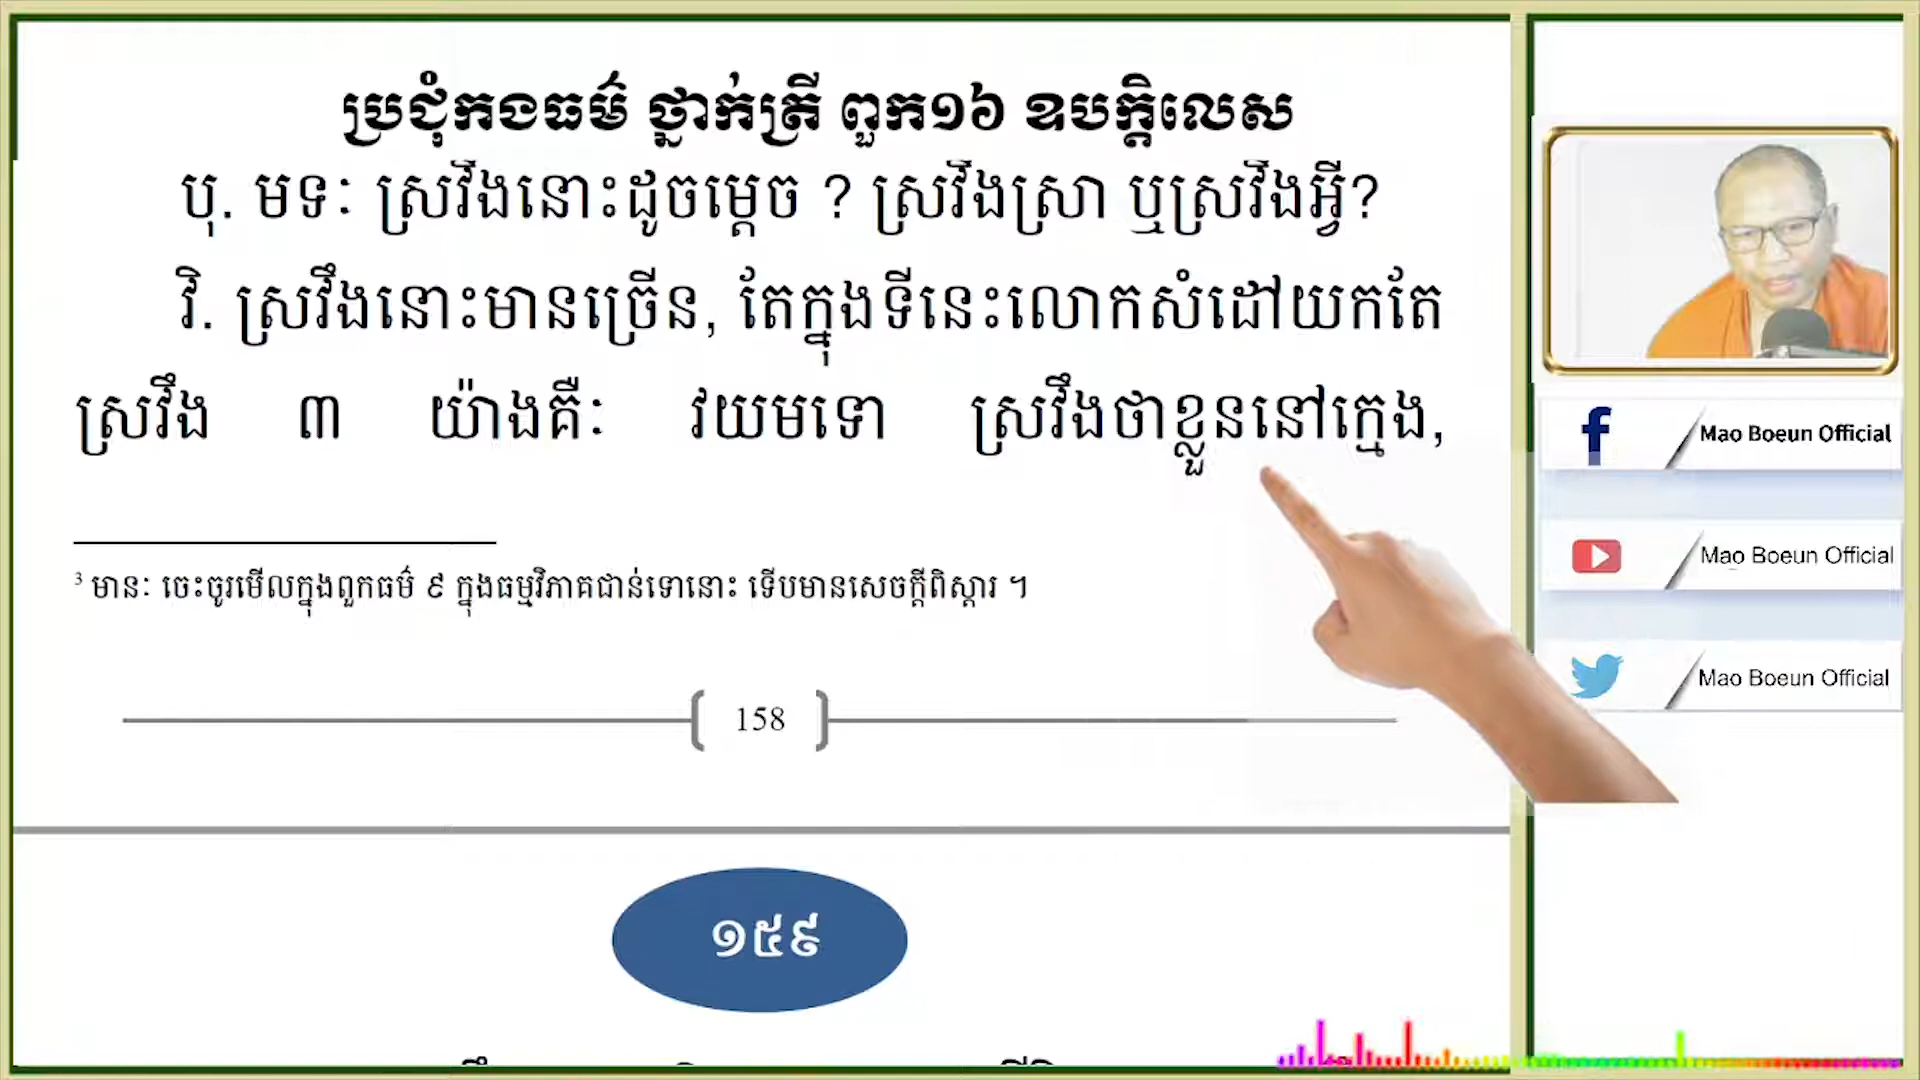 ប្រជុំកងធម៌ ថ្នាក់ត្រី ពួក១៦ ឧបក្តិលេស
បុ. មទៈ ស្រវឹងនោះដូចម្តេច ? ស្រវឹងស្រា ឬស្រវឹងអ្វី?
វិ. ស្រវឹងនោះមានច្រើន, តែក្នុងទីនេះលោកសំដៅយកតែ
ស្រវឹង ៣ យ៉ាងគឺៈ វយមទោ ស្រវឹងថាខ្លួននៅក្មេង,
3 មានៈ ចេះចូរមើលក្នុងពួកធម៌ ៩ ក្នុងធម្មវិភាគជាន់ទោនោះ ទើបមានសេចក្តីពិស្តារ ។
158
១៥៩
Mao Boeun Official
Mao Boeun Official
Mao Boeun Official